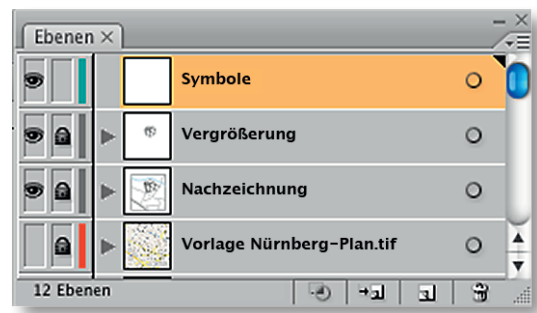 Ebenen
Symbole
Vergrößerung
Nachzeichnung
Vorlage Nürnberg-Plan.tif
12 Ebenen